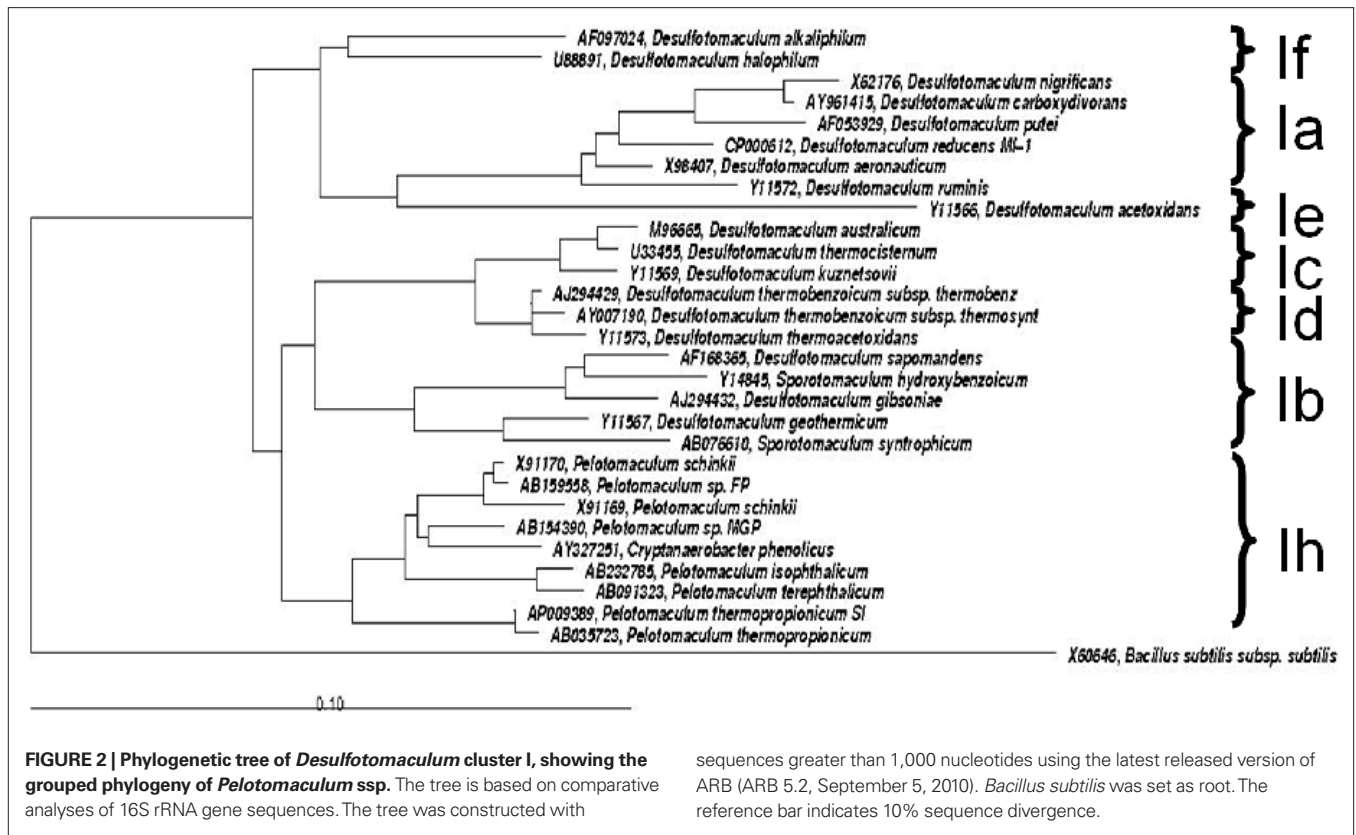 AF097024, Desulfotomaculum alkaliphilum
U88891, Desulfotomaculum halophilum
If
X62176, Desulfotomaculum nigrificans
AY961415, Desulfotomaculum carboxydivorans
AF053929, Desulfotomaculum putei
CP000612, Desulfotomaculum reducens MI-1
X98407, Desulfotomaculum aeronauticum
Y11572, Desulfotomaculum ruminis
Ia
Y11566, Desulfotomaculum acetoxidans
Ie
M96665, Desulfotomaculum australicum
U33455, Desulfotomaculum thermocisternum
Y11569, Desulfotomaculum kuznetsovii
Ic
AJ294429, Desulfotomaculum thermobenzoicum subsp. thermobenz
AY007190, Desulfotomaculum thermobenzoicum subsp. thermosynt
Y11573, Desulfotomaculum thermoacetoxidans
Id
AF168365, Desulfotomaculum sapomandens
Y14845, Sporotomaculum hydroxybenzoicum
AJ294432, Desulfotomaculum gibsoniae
Y11567, Desulfotomaculum geothermicum
AB076610, Sporotomaculum syntrophicum
Ib
X91170, Pelotomaculum schinkii
AB159558, Pelotomaculum sp. FP
X91169, Pelotomaculum schinkii
AB154390, Pelotomaculum sp. MGP
AY327251, Cryptanaerobacter phenolicus
AB232785, Pelotomaculum isophthalicum
AB091323, Pelotomaculum terephthalicum
AP009389, Pelotomaculum thermopropionicum SI
AB035723, Pelotomaculum thermopropionicum
Ih
X60646, Bacillus subtilis subsp. subtilis
0.10
FIGURE 2 | Phylogenetic tree of Desulfotomaculum cluster I, showing the
grouped phylogeny of Pelotomaculum ssp. The tree is based on comparative
analyses of 16S rRNA gene sequences. The tree was constructed with
sequences greater than 1,000 nucleotides using the latest released version of
ARB (ARB 5.2, September 5, 2010). Bacillus subtilis was set as root. The
reference bar indicates 10% sequence divergence.